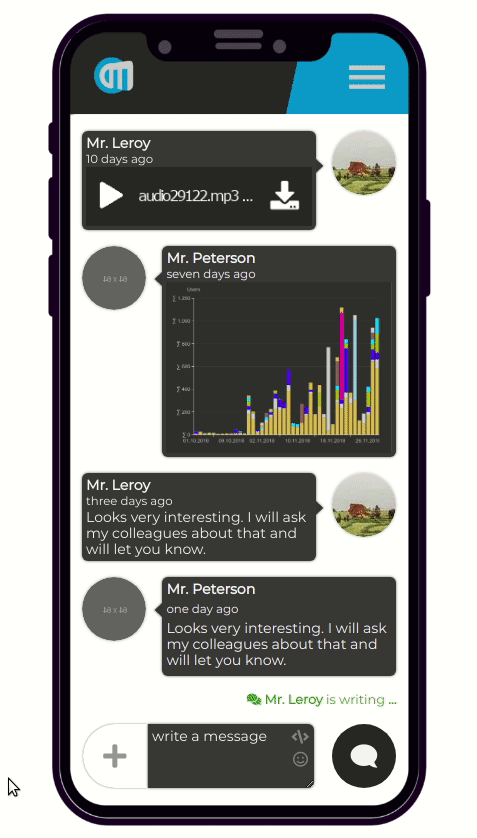 Mr. Leroy
10 days ago
audio29122.mp3 ...
Mr. Peterson
seven days ago
Users
∑ 1.200
∑ 1.000
∑ 800
∑ 600
∑ 400
∑ 200
∑ 0
01.10.2018 09.10.2018 02.11.2018 10.11.2018 18.11.2018 26.11.2018
Mr. Leroy
three days ago
Looks very interesting. I will ask
my colleagues about that and
will let you know.
Mr. Peterson
one day ago
Looks very interesting. I will ask
my colleagues about that and
will let you know.
Mr. Leroy is writing ...
write a message